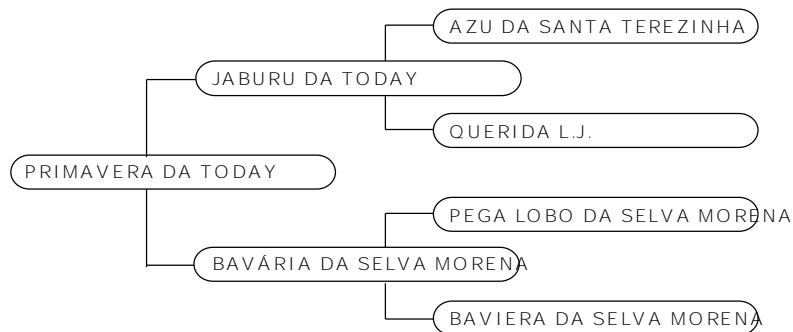 AZU DA SANTA TEREZINHA
JABURU DA TODAY
QUERIDA L.J.
PRIMAVERA DA TODAY
PEGA LOBO DA SELVA MORENA
BAVÁRIA DA SELVA MORENA
BAVIERA DA SELVA MORENA